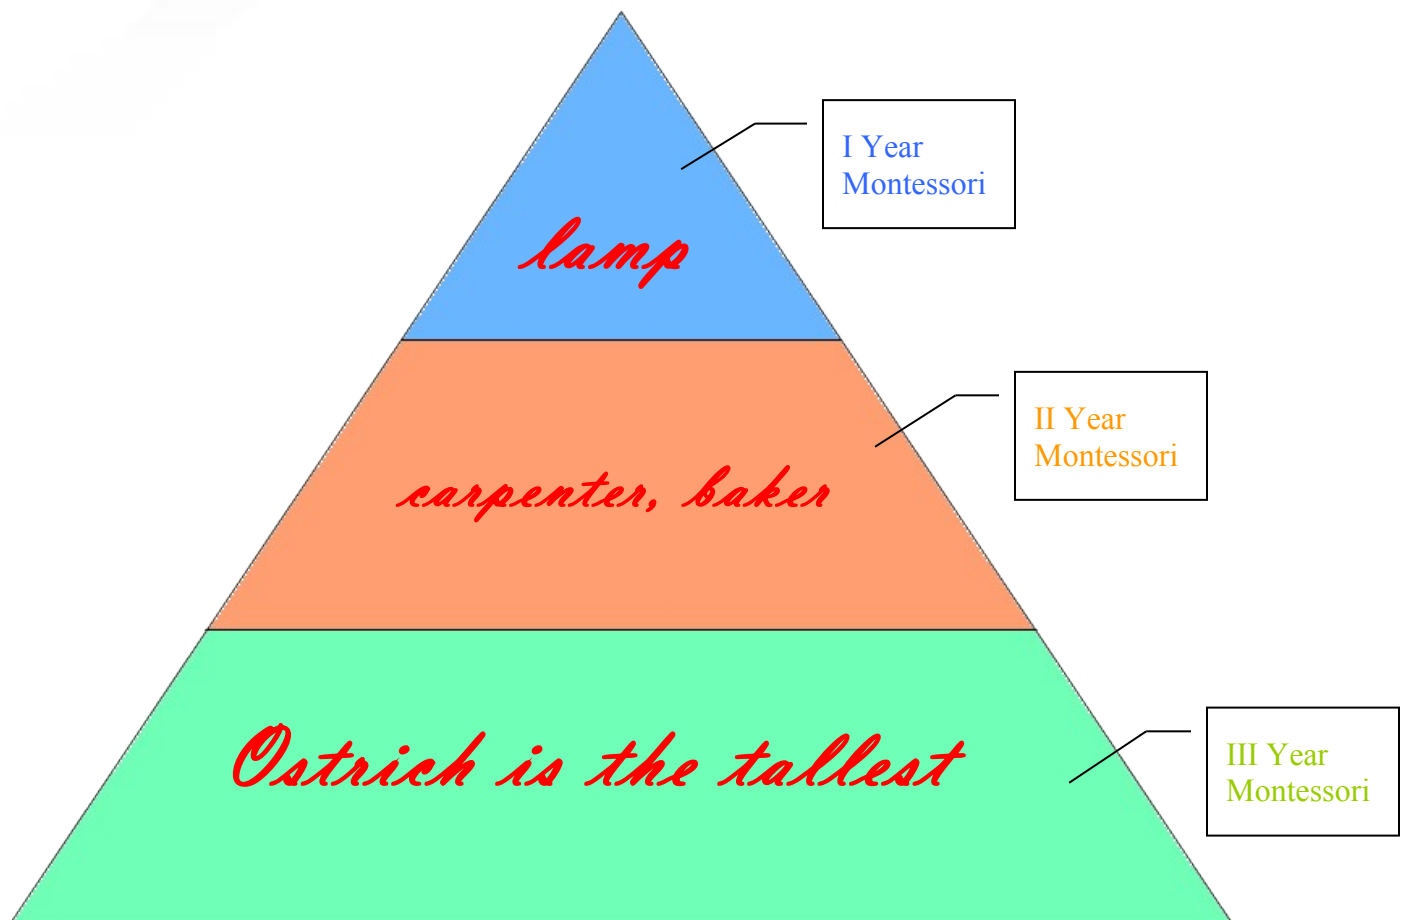 I Year
Montessori
lamp
II Year
Montessori
carpenter, baker
III Year
Montessori
Ostrich is the tallest